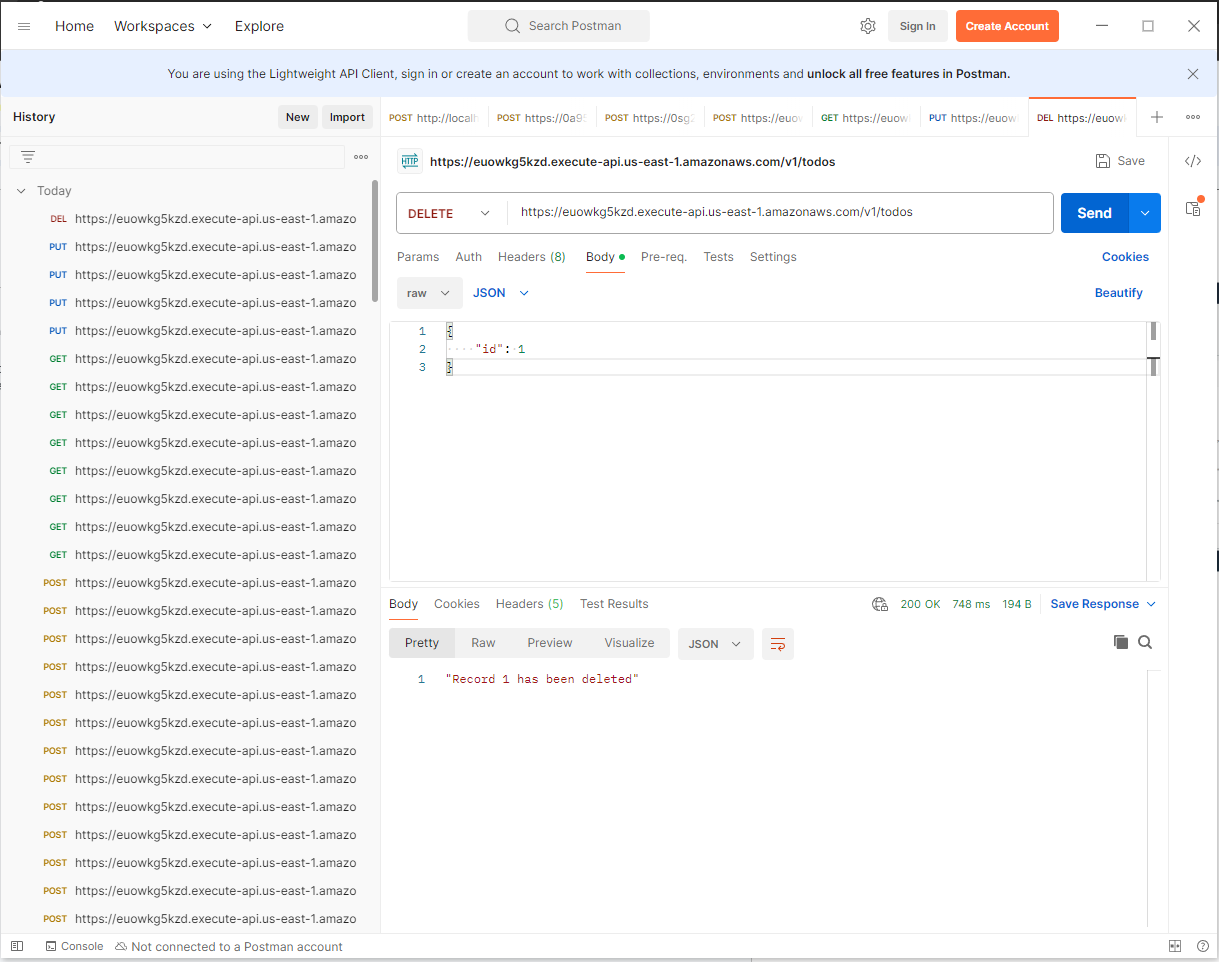 Home Workspaces Explore Search Postman Sign In Create Account
You are using the Lightweight API Client, sign in or create an account to work with collections, environments and unlock all free features in Postman.
History New Import
POST http://local POST https://0a9 POST https://0sg POST https://euow GET https://euow PUT https://euow DEL https://euow
https://euowkg5kzd.execute-api.us-east-1.amazonaws.com/v1/todos Save
Today
DELETE https://euowkg5kzd.execute-api.us-east-1.amazonaws.com/v1/todos Send
Params Auth Headers (8) Body Pre-req. Tests Settings Cookies
raw JSON Beautify
1 {
2 "id": 1
3 }
DEL https://euowkg5kzd.execute-api.us-east-1.amazo
PUT https://euowkg5kzd.execute-api.us-east-1.amazo
PUT https://euowkg5kzd.execute-api.us-east-1.amazo
PUT https://euowkg5kzd.execute-api.us-east-1.amazo
PUT https://euowkg5kzd.execute-api.us-east-1.amazo
GET https://euowkg5kzd.execute-api.us-east-1.amazo
GET https://euowkg5kzd.execute-api.us-east-1.amazo
GET https://euowkg5kzd.execute-api.us-east-1.amazo
GET https://euowkg5kzd.execute-api.us-east-1.amazo
GET https://euowkg5kzd.execute-api.us-east-1.amazo
GET https://euowkg5kzd.execute-api.us-east-1.amazo
GET https://euowkg5kzd.execute-api.us-east-1.amazo
GET https://euowkg5kzd.execute-api.us-east-1.amazo
POST https://euowkg5kzd.execute-api.us-east-1.amazo
POST https://euowkg5kzd.execute-api.us-east-1.amazo
POST https://euowkg5kzd.execute-api.us-east-1.amazo
POST https://euowkg5kzd.execute-api.us-east-1.amazo
POST https://euowkg5kzd.execute-api.us-east-1.amazo
POST https://euowkg5kzd.execute-api.us-east-1.amazo
POST https://euowkg5kzd.execute-api.us-east-1.amazo
POST https://euowkg5kzd.execute-api.us-east-1.amazo
POST https://euowkg5kzd.execute-api.us-east-1.amazo
POST https://euowkg5kzd.execute-api.us-east-1.amazo
POST https://euowkg5kzd.execute-api.us-east-1.amazo
POST https://euowkg5kzd.execute-api.us-east-1.amazo
POST https://euowkg5kzd.execute-api.us-east-1.amazo
Body Cookies Headers (5) Test Results 200 OK 748 ms 194 B Save Response
Pretty Raw Preview Visualize JSON
1 "Record 1 has been deleted"
Console Not connected to a Postman account